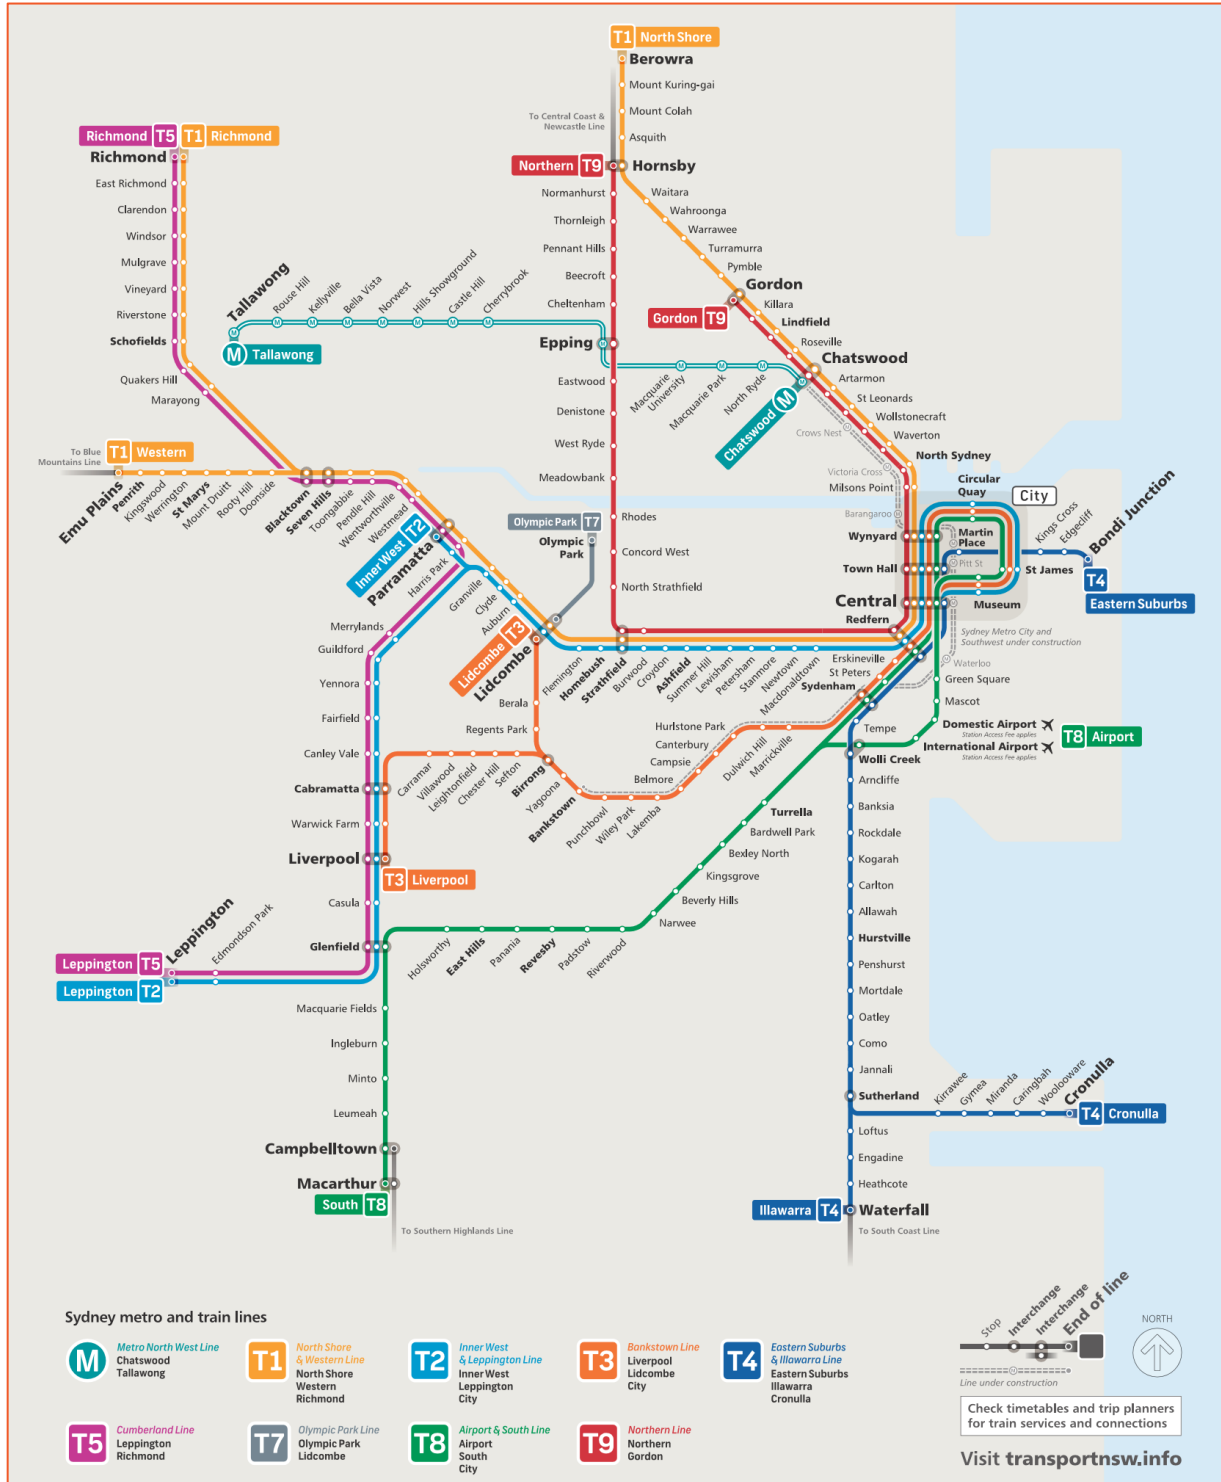 T1 North Shore
Berowra
Mount Kuring-gai
Mount Colah
To Central Coast &
Newcastle Line
Asquith
Richmond T5
T1 Richmond
Richmond
Northern T9
Hornsby
East Richmond
Clarendon
Windsor
Mulgrave
Vineyard
Riverstone
Schofields
Quakers Hill
Marayong
Normanhurst
Thornleigh
Pennant Hills
Beecroft
Cheltenham
Waitara
Wahroonga
Warrawee
Turramurra
Pymble
Gordon
Gordon T9
Killara
Lindfield
Roseville
Chatswood
Tallawong
M Tallawong
Rouse Hill
Kellyville
Bella Vista
Norwest
Hills Showground
Castle Hill
Cherrybrook
Epping
Macquarie
University
Macquarie Park
North Ryde
Chatswood M
Eastwood
Denistone
West Ryde
Meadowbank
Rhodes
Concord West
North Strathfield
Artarmon
St Leonards
Wollstonecraft
Waverton
North Sydney
Milsons Point
Crows Nest
Victoria Cross
Barangaroo
To Blue
Mountains Line
T1 Western
Emu Plains
Penrith
Kingswood
Werrington
St Marys
Mount Druitt
Rooty Hill
Doonside
Blacktown
Seven Hills
Toongabbie
Pendle Hill
Wentworthville
Westmead
Inner West T2
Parramatta
Harris Park
Granville
Clyde
Auburn
Lidcombe T3
Lidcombe
Olympic Park T7
Olympic
Park
Circular
Quay
City
Wynyard
Martin
Place
Town Hall
Pitt St
St James
Central
Museum
Redfern
Kings Cross
Edgecliff
Bondi Junction
T4
Eastern Suburbs
Sydney Metro City and
Southwest under construction
Waterloo
Green Square
Mascot
Domestic Airport
Station Access Fee applies
International Airport
Station Access Fee applies
T8 Airport
Flemington
Homebush
Strathfield
Burwood
Croydon
Ashfield
Summer Hill
Lewisham
Petersham
Stanmore
Newtown
Macdonaldtown
Erskineville
St Peters
Sydenham
Merrylands
Guildford
Yennora
Fairfield
Canley Vale
Cabramatta
Warwick Farm
Liverpool
T3 Liverpool
Casula
Glenfield
Berala
Regents Park
Carramar
Villawood
Leightonfield
Chester Hill
Sefton
Birrong
Yagoona
Bankstown
Punchbowl
Wiley Park
Lakemba
Belmore
Campsie
Canterbury
Hurlstone Park
Dulwich Hill
Marrickville
Tempe
Wolli Creek
Arncliffe
Banksia
Rockdale
Kogarah
Carlton
Allawah
Hurstville
Penshurst
Mortdale
Oatley
Como
Jannali
Sutherland
Loftus
Engadine
Heathcote
Illawarra T4
Waterfall
To South Coast Line
Kirrawee
Gymea
Miranda
Caringbah
Woolooware
Cronulla
T4 Cronulla
Turrella
Bardwell Park
Bexley North
Kingsgrove
Beverly Hills
Narwee
Riverwood
Padstow
Revesby
Panania
East Hills
Holsworthy
Leppington
Edmondson Park
Leppington T5
Leppington T2
Macquarie Fields
Ingleburn
Minto
Leumeah
Campbelltown
Macarthur
South T8
To Southern Highlands Line
Sydney metro and train lines
M
Metro North West Line
Chatswood
Tallawong
T1
North Shore
& Western Line
North Shore
Western
Richmond
T2
Inner West
& Leppington Line
Inner West
Leppington
City
T3
Bankstown Line
Liverpool
Lidcombe
City
T4
Eastern Suburbs
& Illawarra Line
Eastern Suburbs
Illawarra
Cronulla
T5
Cumberland Line
Leppington
Richmond
T7
Olympic Park Line
Olympic Park
Lidcombe
T8
Airport & South Line
Airport
South
City
T9
Northern Line
Northern
Gordon
Stop
Interchange
Interchange
End of line
M
Line under construction
NORTH
Check timetables and trip planners
for train services and connections
Visit transportnsw.info